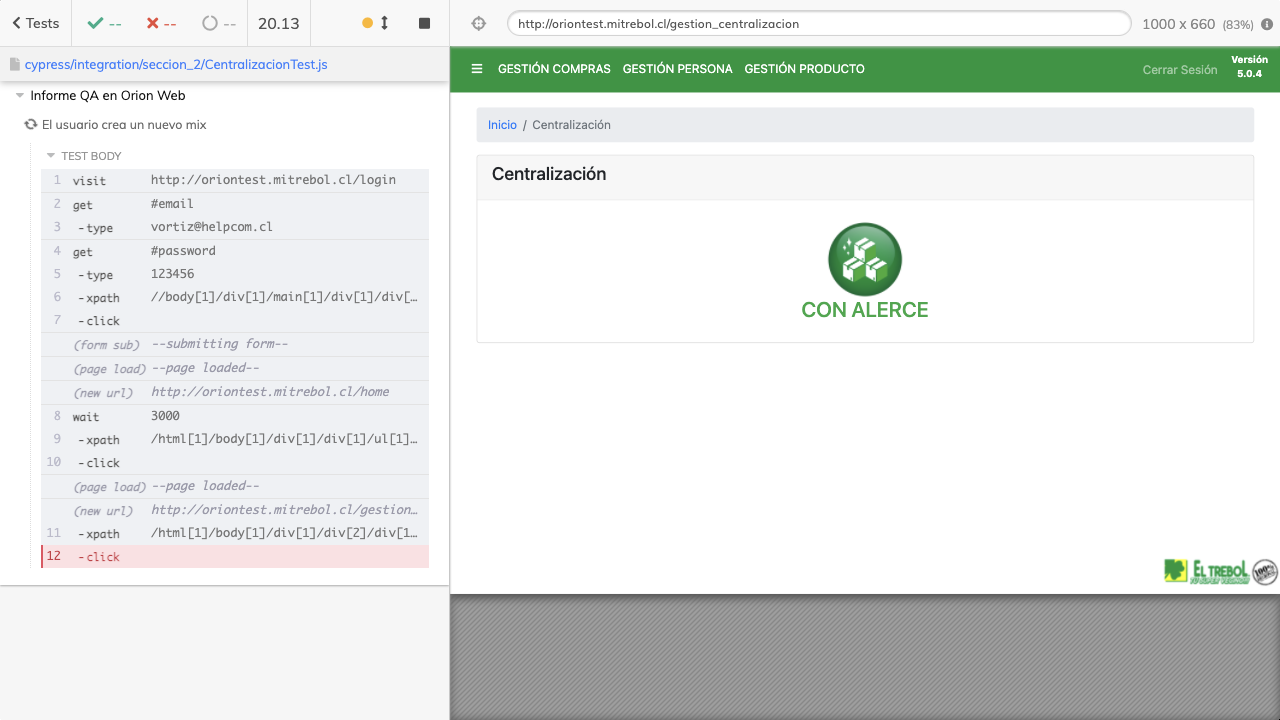 Tests
--
--
--
20.13
http://oriontest.mitrebol.cl/gestion_centralizacion
1000 x 660 (83%)
cypress/integration/seccion_2/CentralizacionTest.js
Informe QA en Orion Web
El usuario crea un nuevo mix
TEST BODY
1 visit http://oriontest.mitrebol.cl/login
2 get #email
3 -type vortiz@helpcom.cl
4 get #password
5 -type 123456
6 -xpath //body[1]/div[1]/main[1]/div[1]/div[…
7 -click
(form sub) --submitting form--
(page load) --page loaded--
(new url) http://oriontest.mitrebol.cl/home
8 wait 3000
9 -xpath /html[1]/body[1]/div[1]/div[1]/ul[1]…
10 -click
(page load) --page loaded--
(new url) http://oriontest.mitrebol.cl/gestion…
11 -xpath /html[1]/body[1]/div[1]/div[2]/div[1…
12 -click
GESTIÓN COMPRAS GESTIÓN PERSONA GESTIÓN PRODUCTO
Cerrar Sesión
Versión
5.0.4
Inicio / Centralización
Centralización
CON ALERCE
EL TREBOL
100%